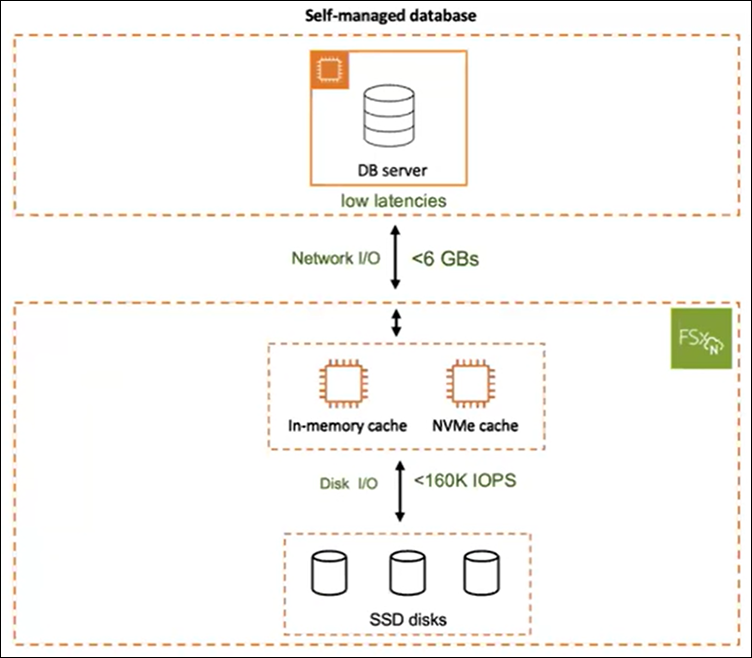 Self-managed database
DB server
low latencies
Network I/O <6 GBs
FSx
N
In-memory cache NVMe cache
Disk I/O <160K IOPS
SSD disks